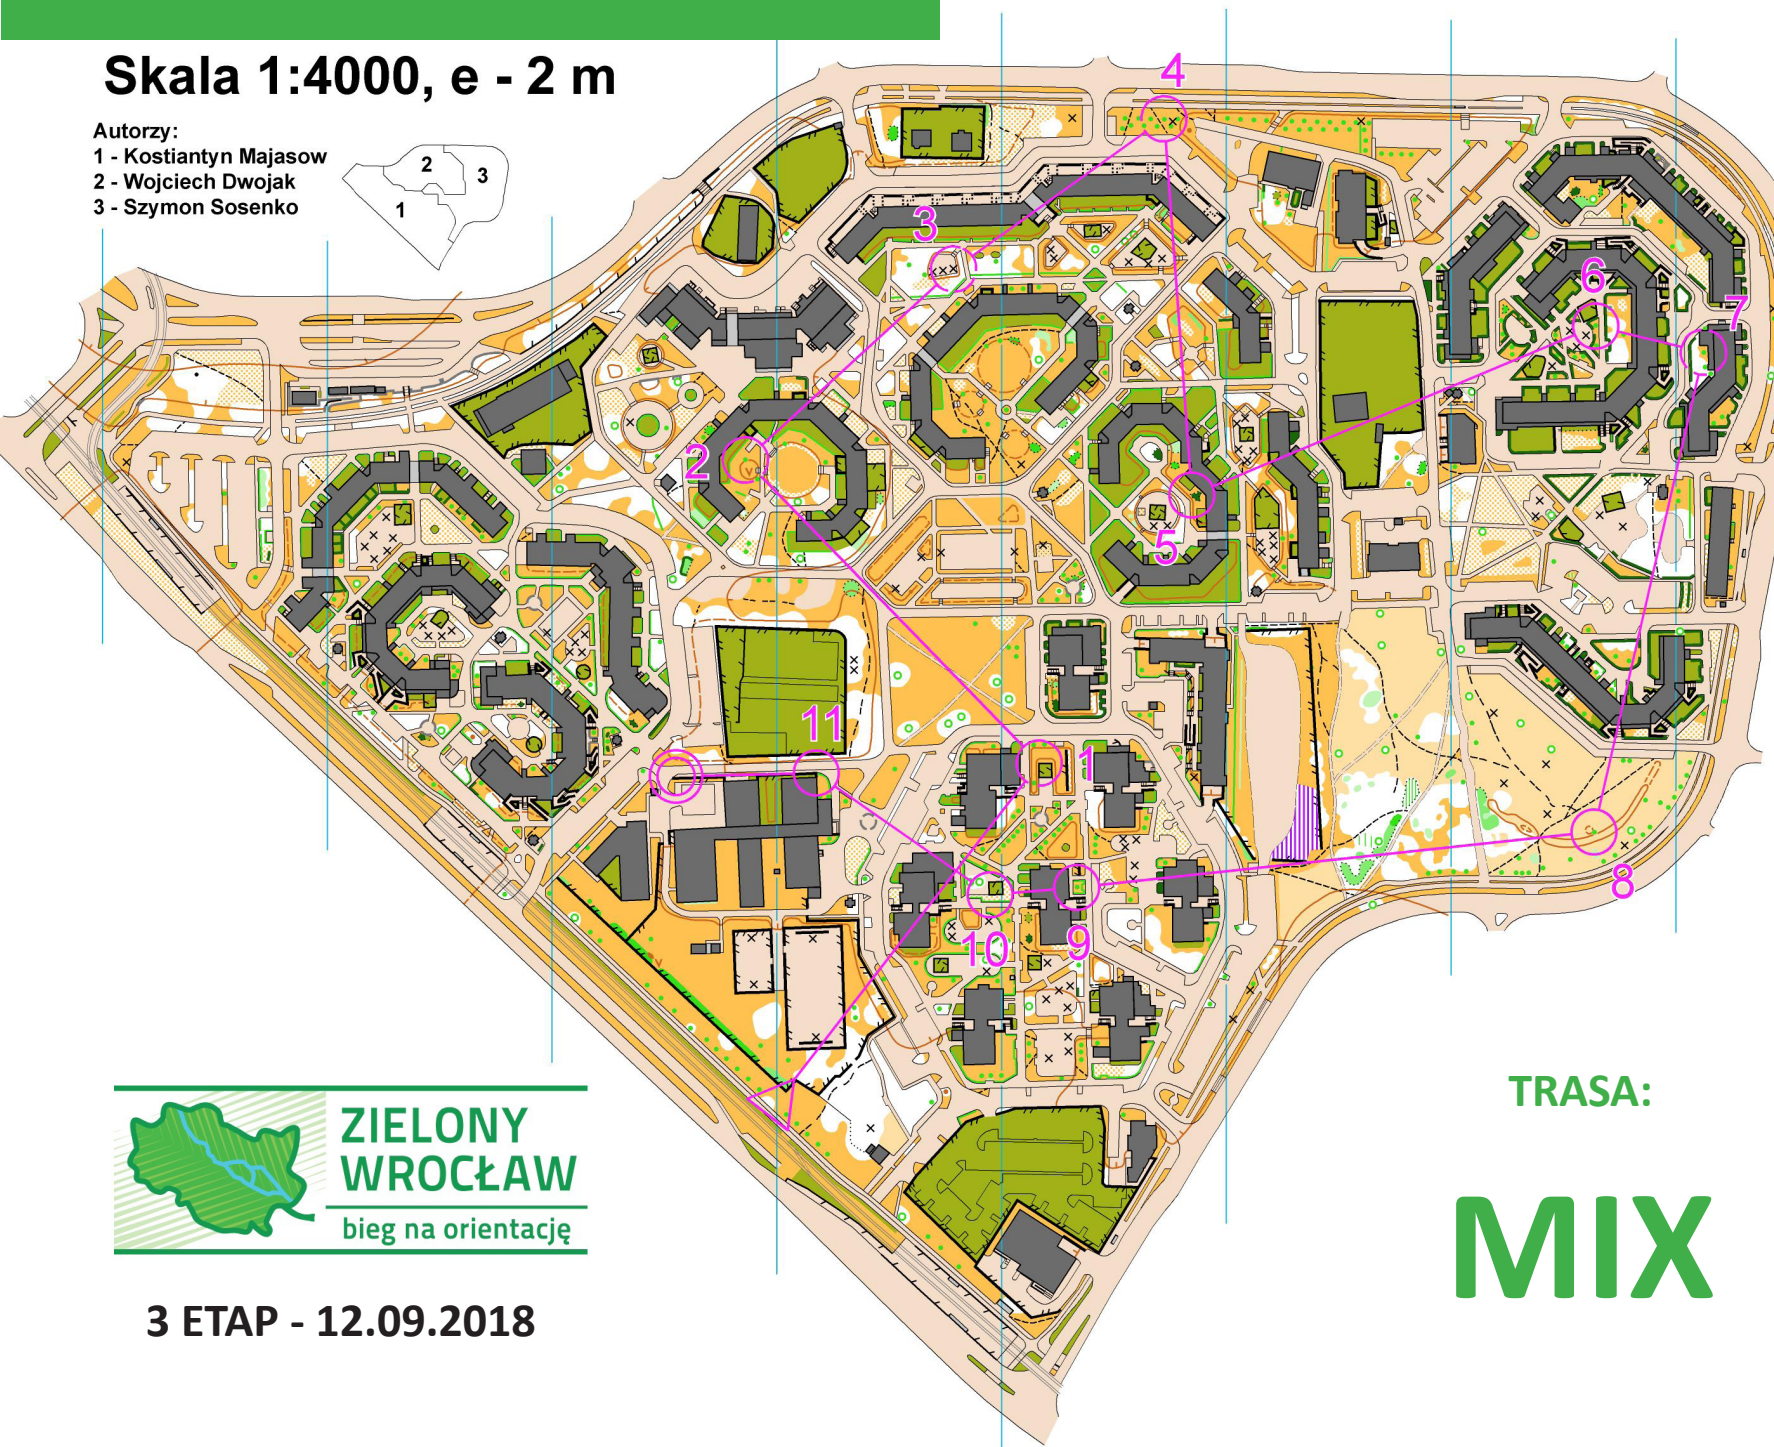 Skala 1:4000, e - 2 m
Autorzy:
1 - Kostiantyn Majasow
2 - Wojciech Dwojak
3 - Szymon Sosenko
2
3
1
4
3
6
7
2
5
11
1
8
10
9
ZIELONY
WROCŁAW
bieg na orientację
3 ETAP - 12.09.2018
TRASA:
MIX